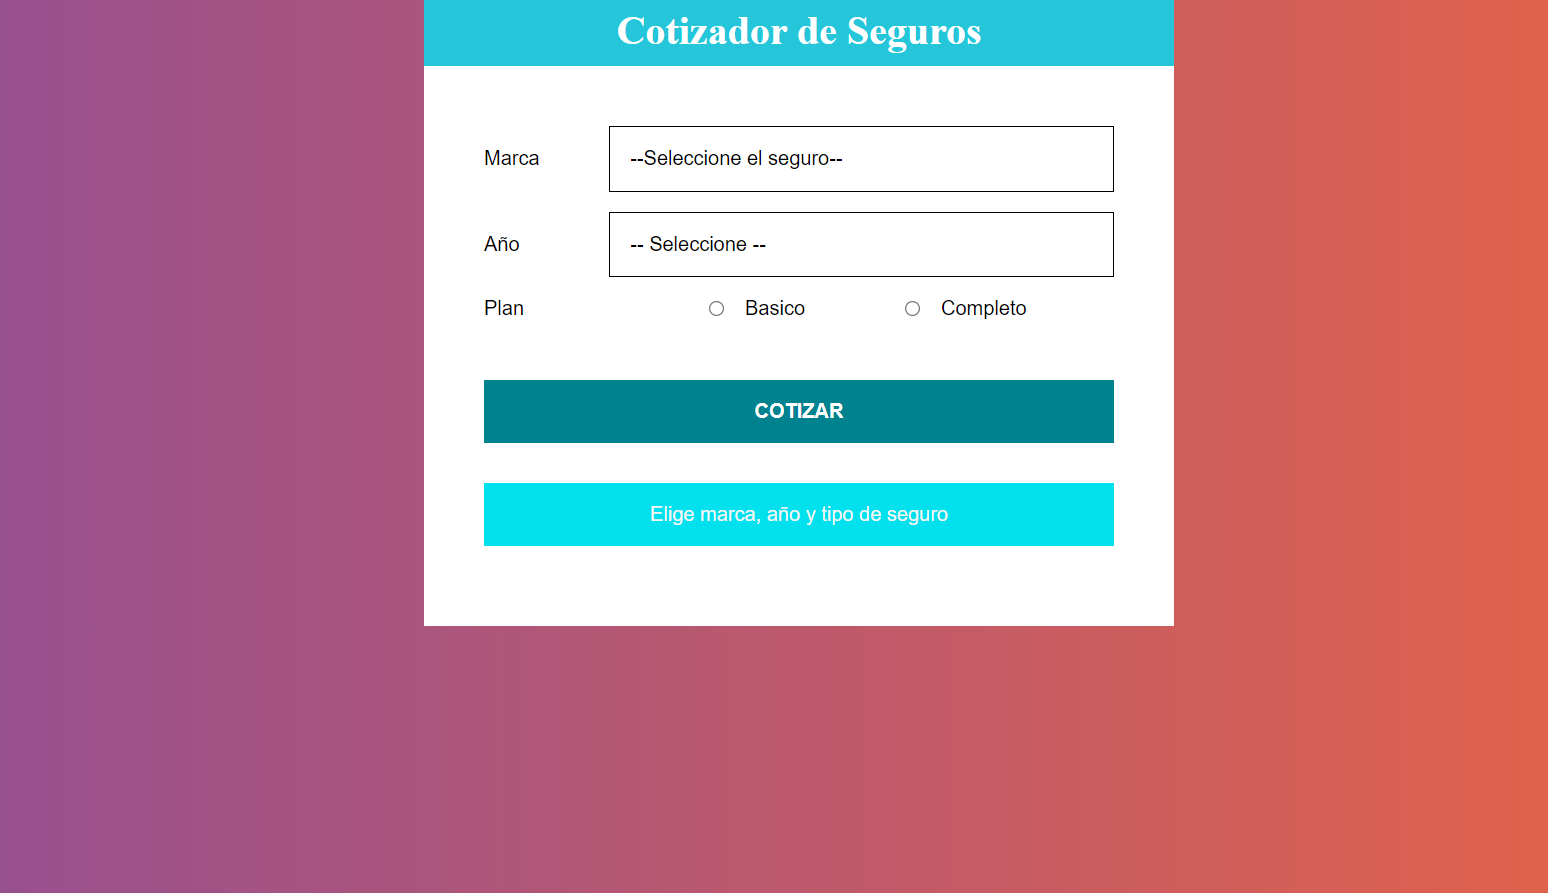 Cotizador de Seguros
Marca
--Seleccione el seguro--
Año
-- Seleccione --
Plan Basico Completo
COTIZAR
Elige marca, año y tipo de seguro